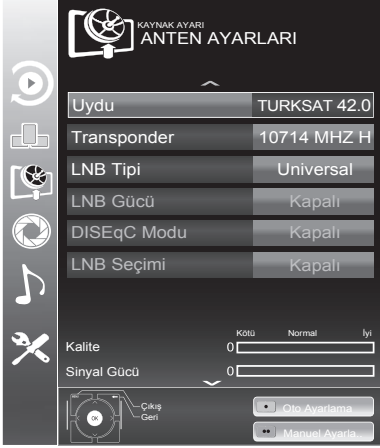 KAYNAK AYARI
ANTEN AYARLARI
Uydu TURKSAT 42.0
Transponder 10714 MHZ H
LNB Tipi Universal
LNB Gücü Kapalı
DISEqC Modu Kapalı
LNB Seçimi Kapalı
Kötü Normal İyi
Kalite 0
Sinyal Gücü 0
Çıkış
Geri
OK
Oto Ayarlama
Manuel Ayarla...